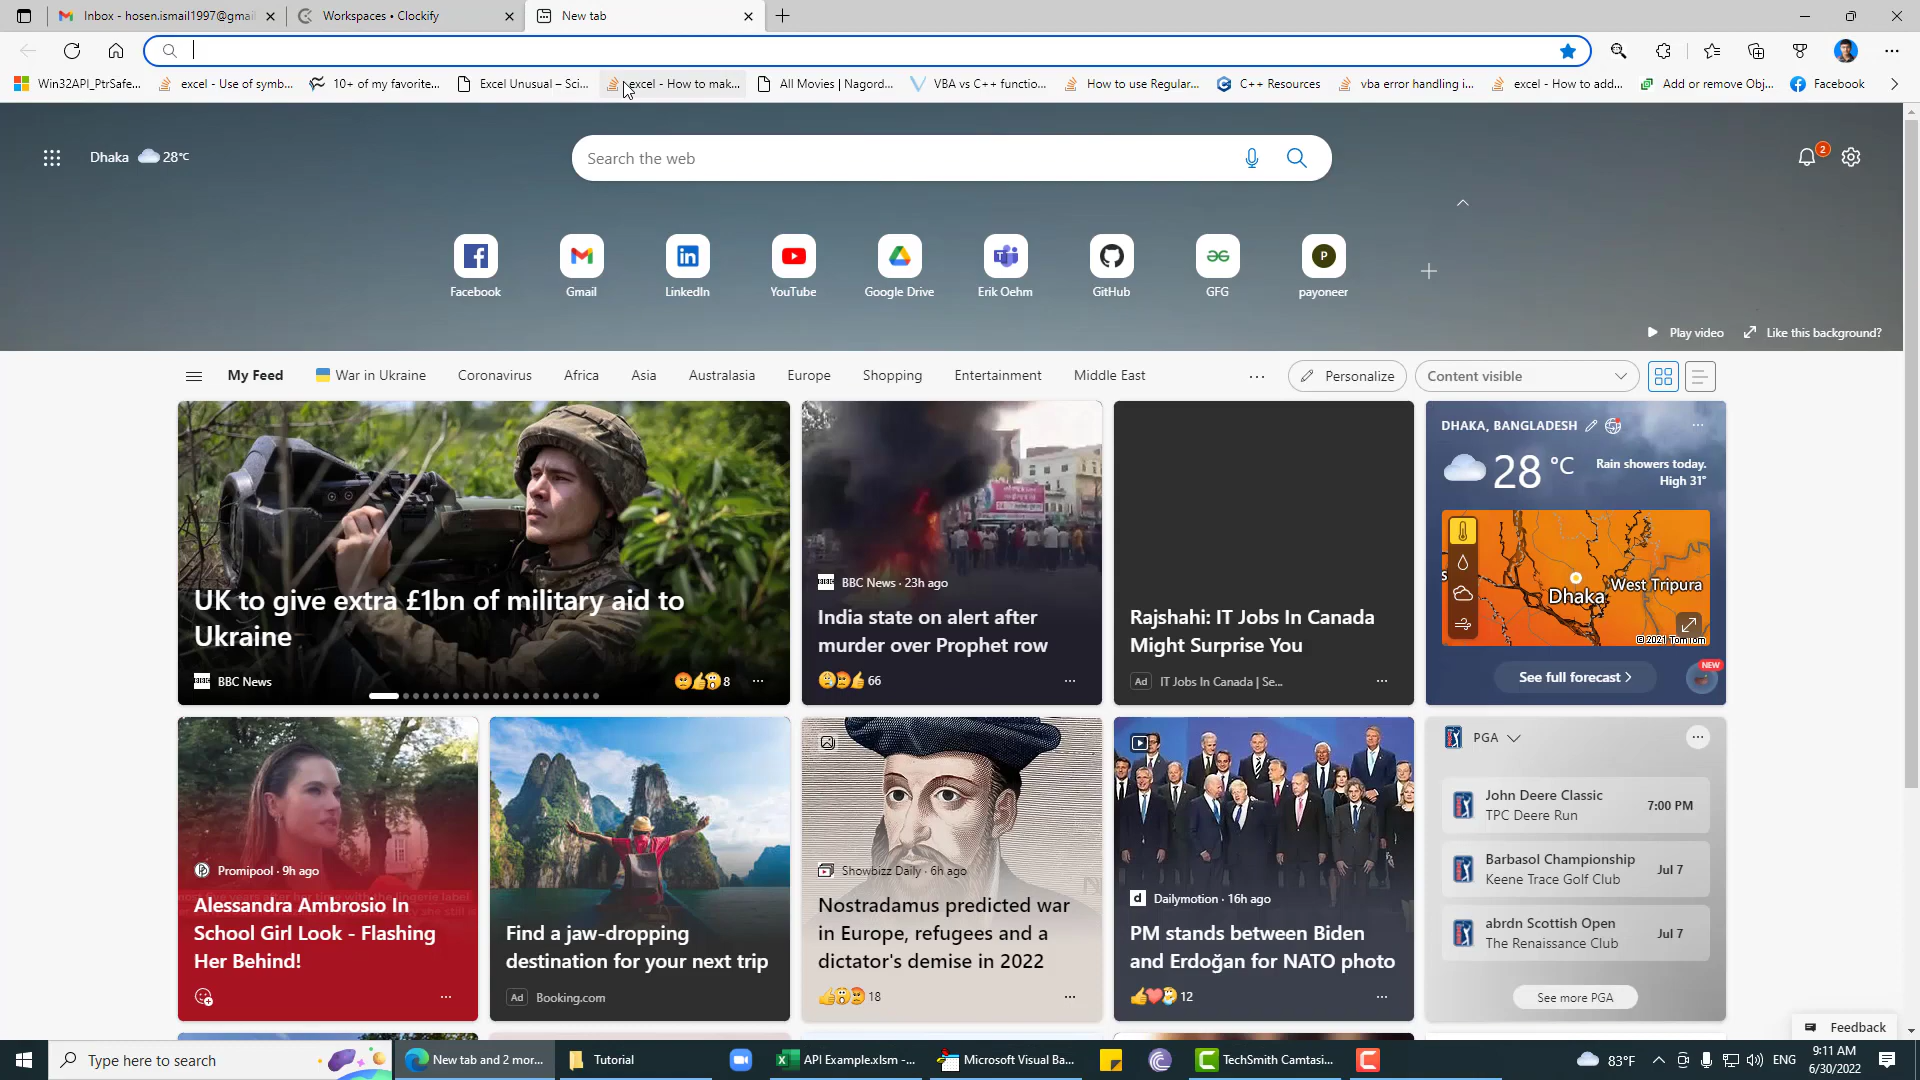 Inbox - hosen.ismail1997@gmail
Workspaces • Clockify
New tab
Win32API_PtrSafe...
excel - Use of symb...
10+ of my favorite...
Excel Unusual – Sci...
excel - How to mak...
All Movies | Nagord...
VBA vs C++ functio...
How to use Regular...
C++ Resources
vba error handling i...
excel - How to add...
Add or remove Obj...
Facebook
Dhaka 28°C
Search the web
2
Facebook
Gmail
LinkedIn
YouTube
Google Drive
Erik Oehm
GitHub
GFG
P
payoneer
Play video
Like this background?
My Feed
War in Ukraine
Coronavirus
Africa
Asia
Australasia
Europe
Shopping
Entertainment
Middle East
...
Personalize
Content visible
UK to give extra £1bn of military aid to
Ukraine
BBC News
8
BBC News · 23h ago
India state on alert after
murder over Prophet row
66
Rajshahi: IT Jobs In Canada
Might Surprise You
Ad IT Jobs In Canada | Se...
DHAKA, BANGLADESH
28 °C
Rain showers today.
High 31°
West Tripura
Dhaka
© 2021 TomTom
See full forecast
NEW
Promipool · 9h ago
Alessandra Ambrosio In
School Girl Look - Flashing
Her Behind!
Find a jaw-dropping
destination for your next trip
Ad Booking.com
Showbizz Daily · 6h ago
Nostradamus predicted war
in Europe, refugees and a
dictator's demise in 2022
18
Dailymotion · 16h ago
PM stands between Biden
and Erdoğan for NATO photo
12
PGA
John Deere Classic
TPC Deere Run
7:00 PM
Barbasol Championship
Keene Trace Golf Club
Jul 7
abrdn Scottish Open
The Renaissance Club
Jul 7
See more PGA
Feedback
Type here to search
New tab and 2 mor...
Tutorial
API Example.xlsm -...
Microsoft Visual Ba...
TechSmith Camtasi...
83°F
ENG
9:11 AM
6/30/2022